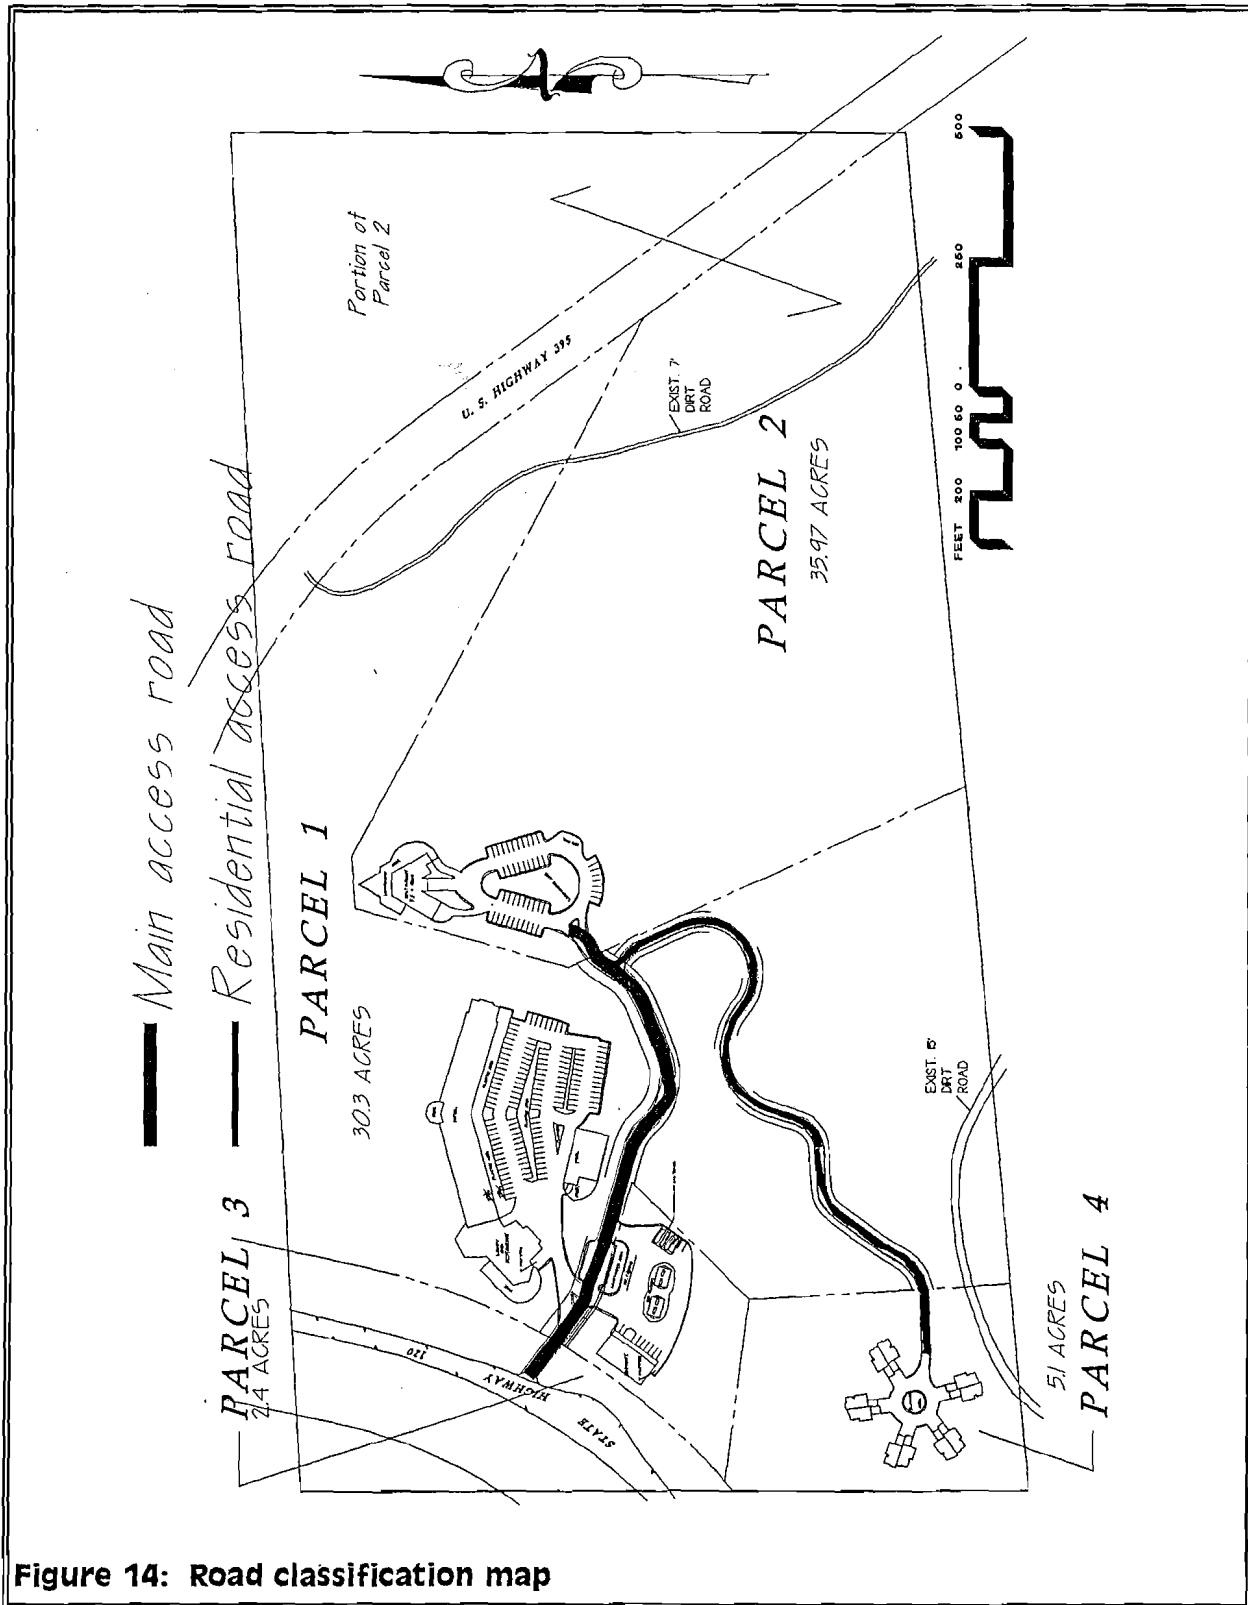 Main access road
Residential access road
Portion of
Parcel 2
U. S. HIGHWAY 395
EXIST. 7'
DIRT
ROAD
PARCEL 2
35.97 ACRES
FEET 200 100 50 0 250 500
PARCEL 1
30.3 ACRES
PARCEL 3
2.4 ACRES
STATE HIGHWAY 120
EXIST. 15'
DIRT
ROAD
5.1 ACRES
PARCEL 4
Figure 14: Road classification map